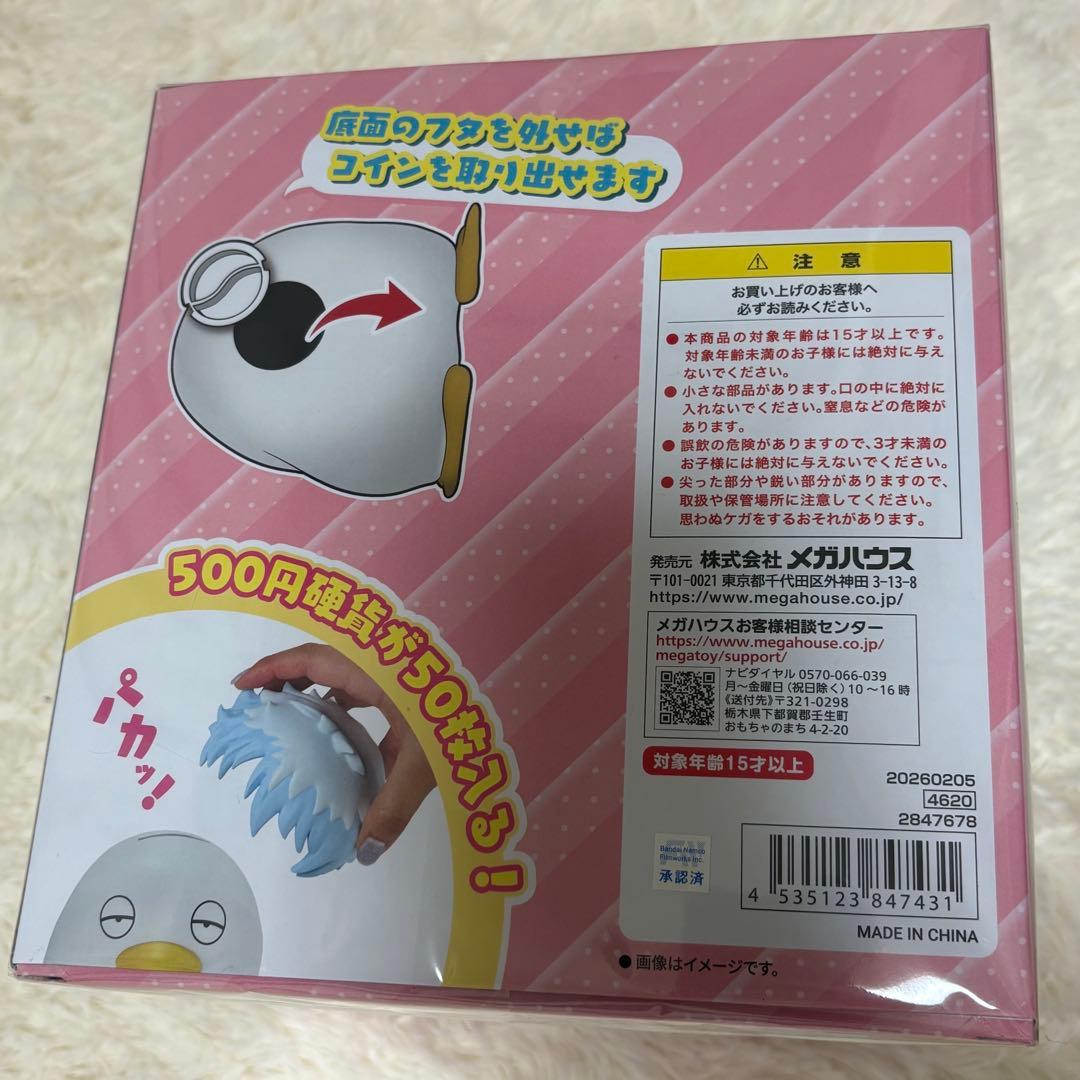 底面のフタを外せば
コインを取り出せます
注意
お買い上げのお客様へ
必ずお読みください。
● 本商品の対象年齢は15才以上です。
対象年齢未満のお子様には絶対に与え
ないでください。
● 小さな部品があります。口の中に絶対に
入れないでください。窒息などの危険が
あります。
● 誤飲の危険がありますので、3才未満の
お子様には絶対に与えないでください。
● 尖った部分や鋭い部分がありますので、
取扱や保管場所に注意してください。
思わぬケガをするおそれがあります。
発売元 株式会社 メガハウス
〒101-0021 東京都千代田区外神田 3-13-8
https://www.megahouse.co.jp/
メガハウスお客様相談センター
https://www.megahouse.co.jp/
megatoy/support/
ナビダイヤル 0570-066-039
月～金曜日(祝日除く)10～16時
《送付先》〒321-0298
栃木県下都賀郡壬生町
おもちゃのまち 4-2-20
対象年齢15才以上
20260205
4620
2847678
Bandai Namco
Filmworks Inc.
承認済
4 535123 847431
MADE IN CHINA
500円硬貨が50枚入る!
パカッ!
● 画像はイメージです。